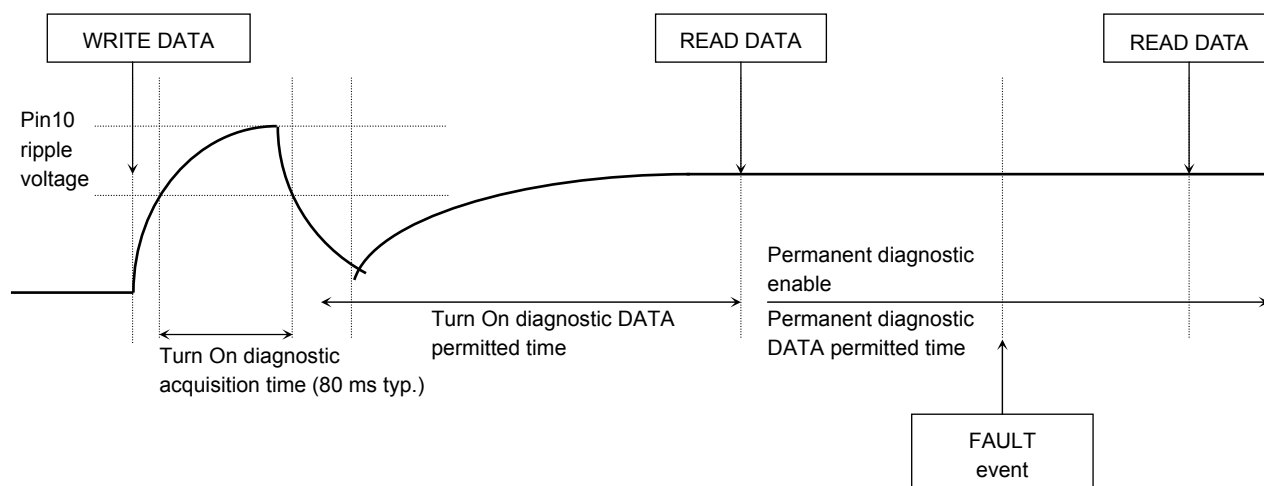 WRITE DATA
READ DATA
READ DATA
Pin10
ripple
voltage
Permanent diagnostic
enable
Turn On diagnostic DATA
permitted time
Permanent diagnostic
DATA permitted time
Turn On diagnostic
acquisition time (80 ms typ.)
FAULT
event